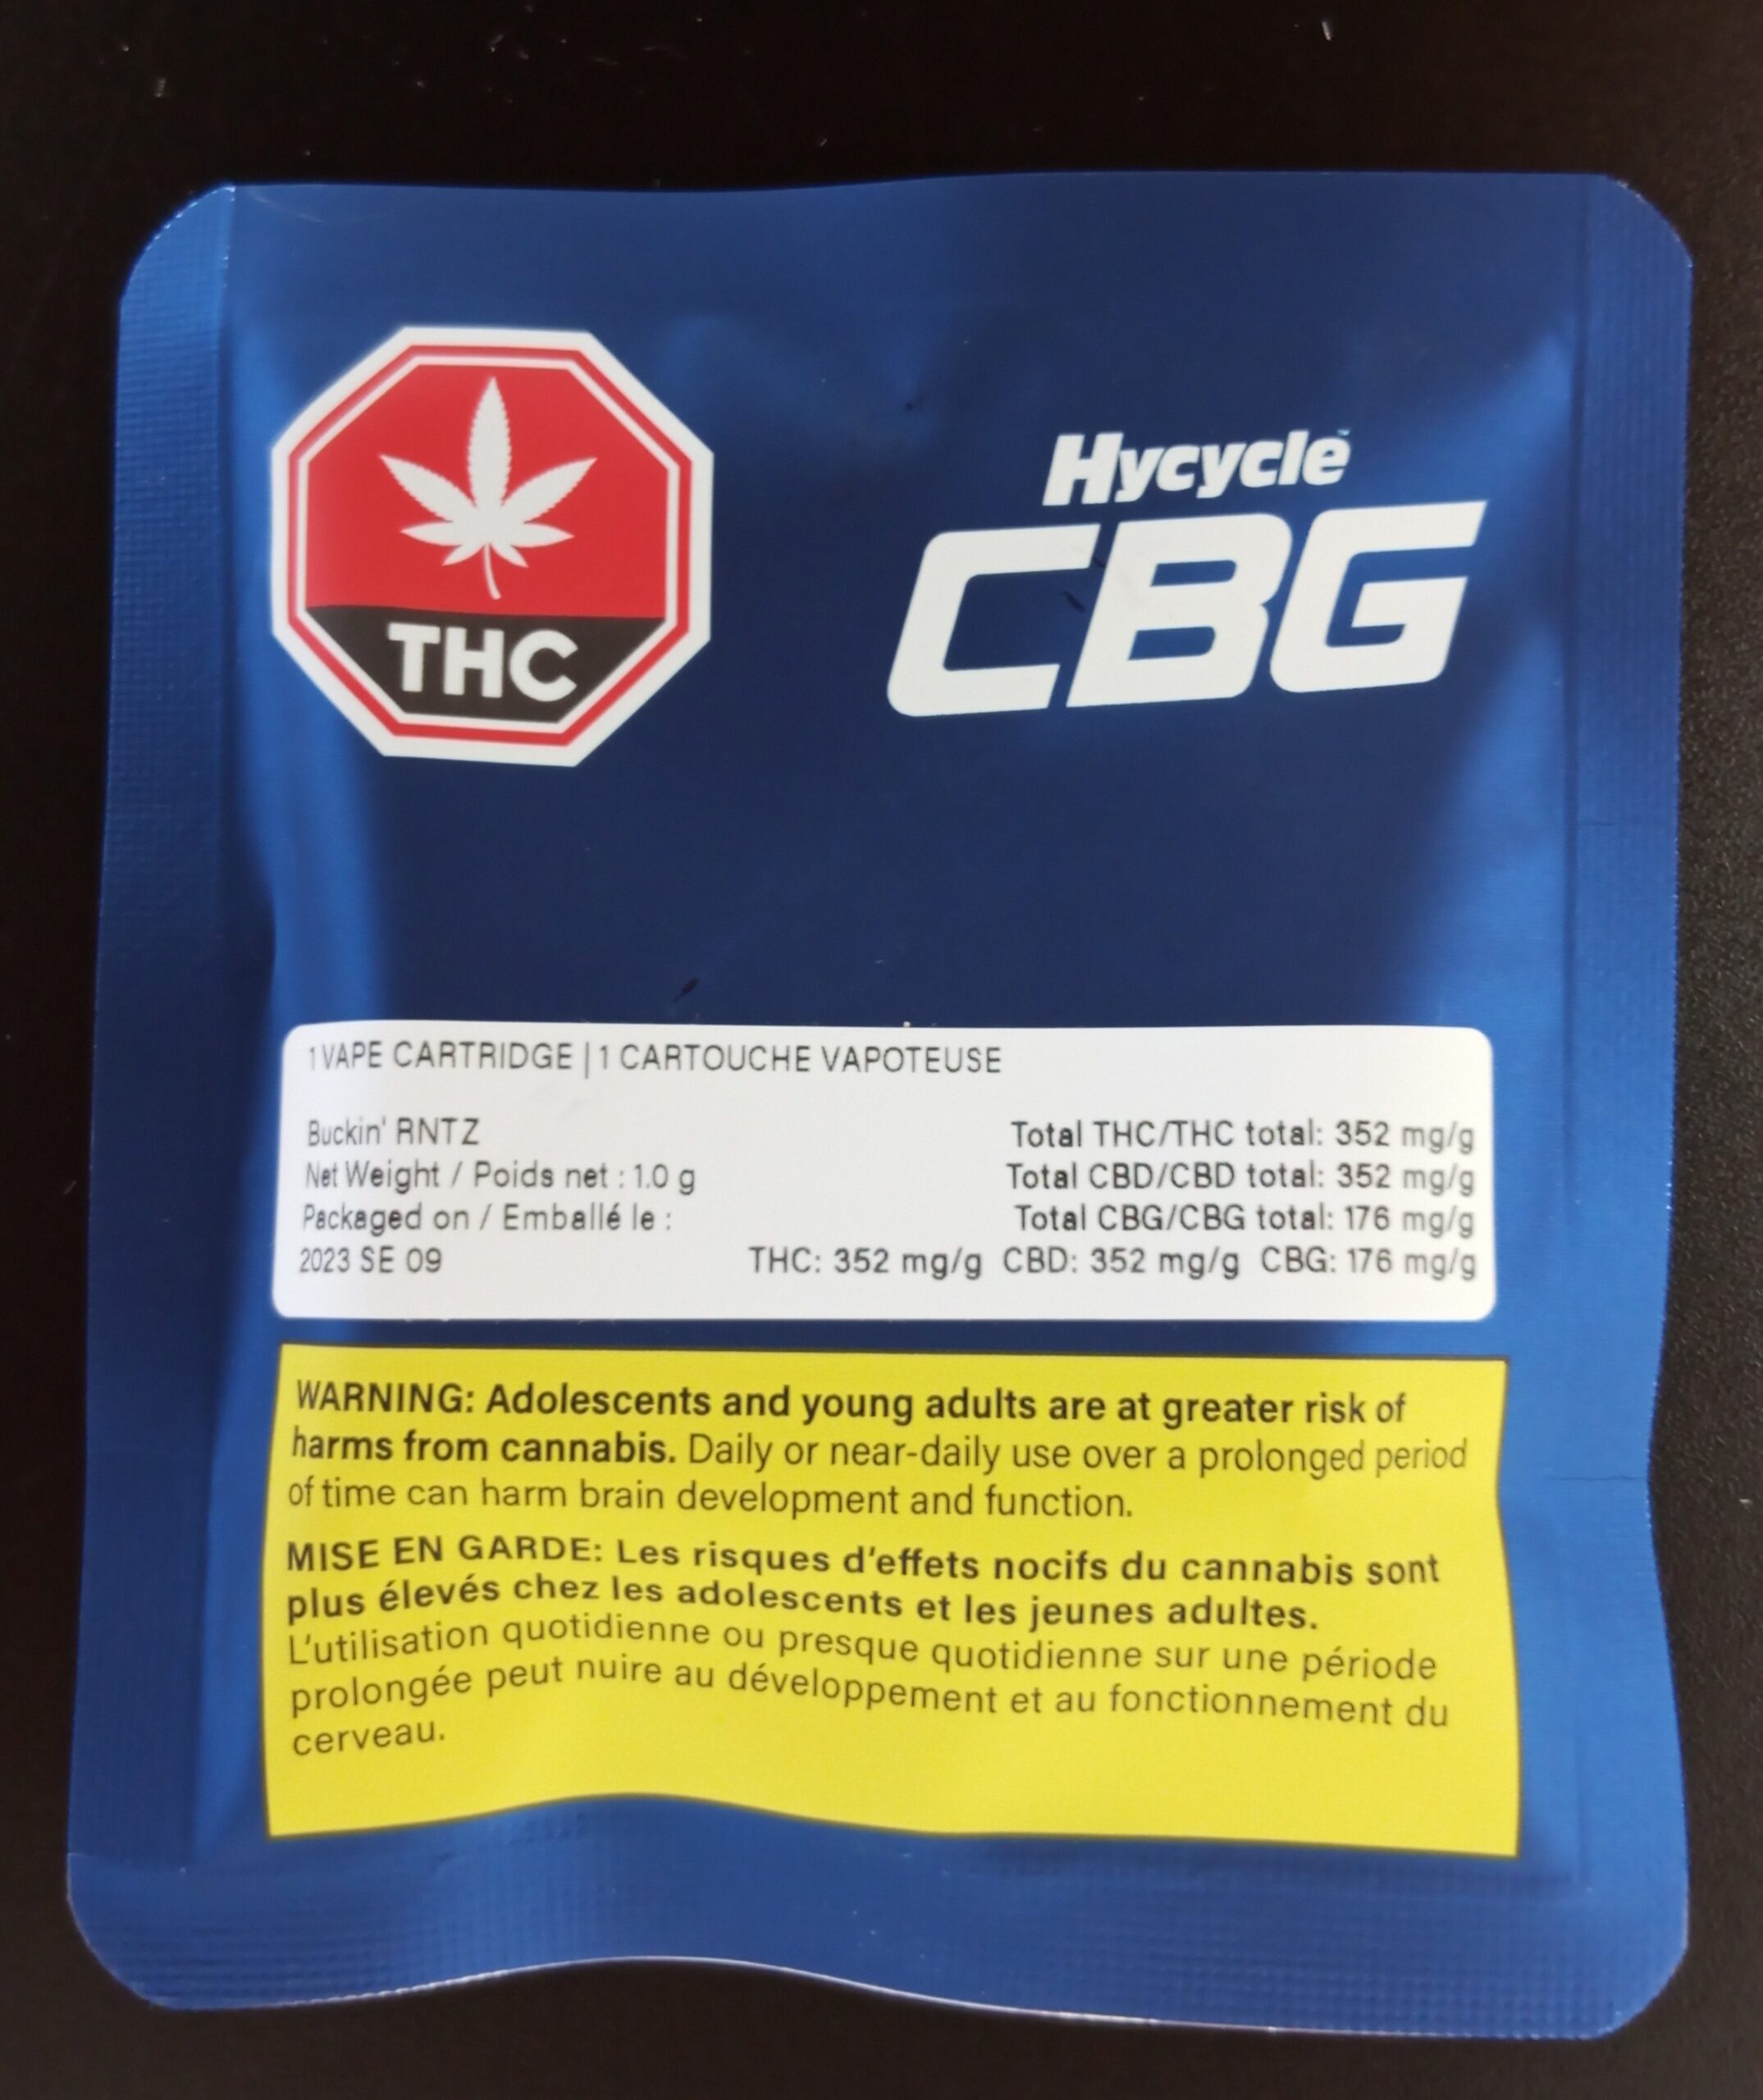 THC
Hycycle™
CBG
1 VAPE CARTRIDGE | 1 CARTOUCHE VAPOTEUSE
Buckin' RNTZ
Net Weight / Poids net : 1.0 g
Packaged on / Emballé le :
2023 SE 09
Total THC/THC total: 352 mg/g
Total CBD/CBD total: 352 mg/g
Total CBG/CBG total: 176 mg/g
THC: 352 mg/g CBD: 352 mg/g CBG: 176 mg/g
WARNING: Adolescents and young adults are at greater risk of
harms from cannabis. Daily or near-daily use over a prolonged period
of time can harm brain development and function.
MISE EN GARDE: Les risques d'effets nocifs du cannabis sont
plus élevés chez les adolescents et les jeunes adultes.
L'utilisation quotidienne ou presque quotidienne sur une période
prolongée peut nuire au développement et au fonctionnement du
cerveau.